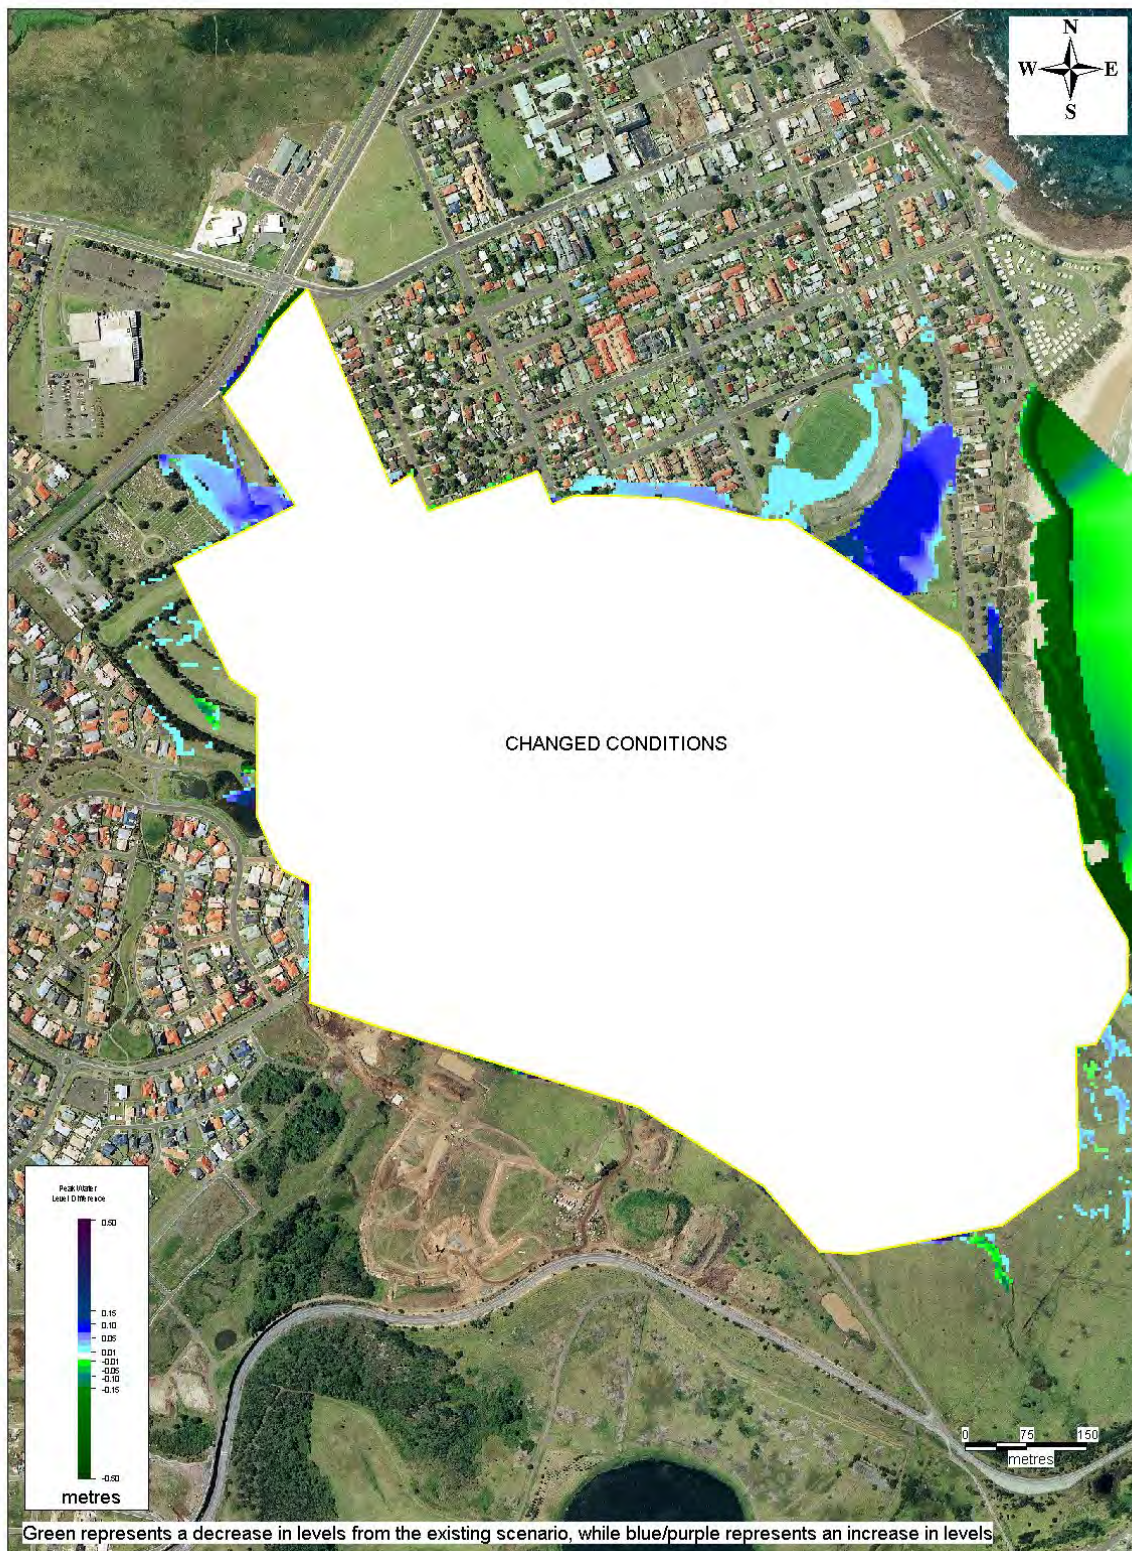 N
W E
S
CHANGED CONDITIONS
Peak Water
Level Difference
0.50
0.15
0.10
0.05
0.01
-0.01
-0.05
-0.10
-0.15
-0.50
metres
0 75 150
metres
Green represents a decrease in levels from the existing scenario, while blue/purple represents an increase in levels